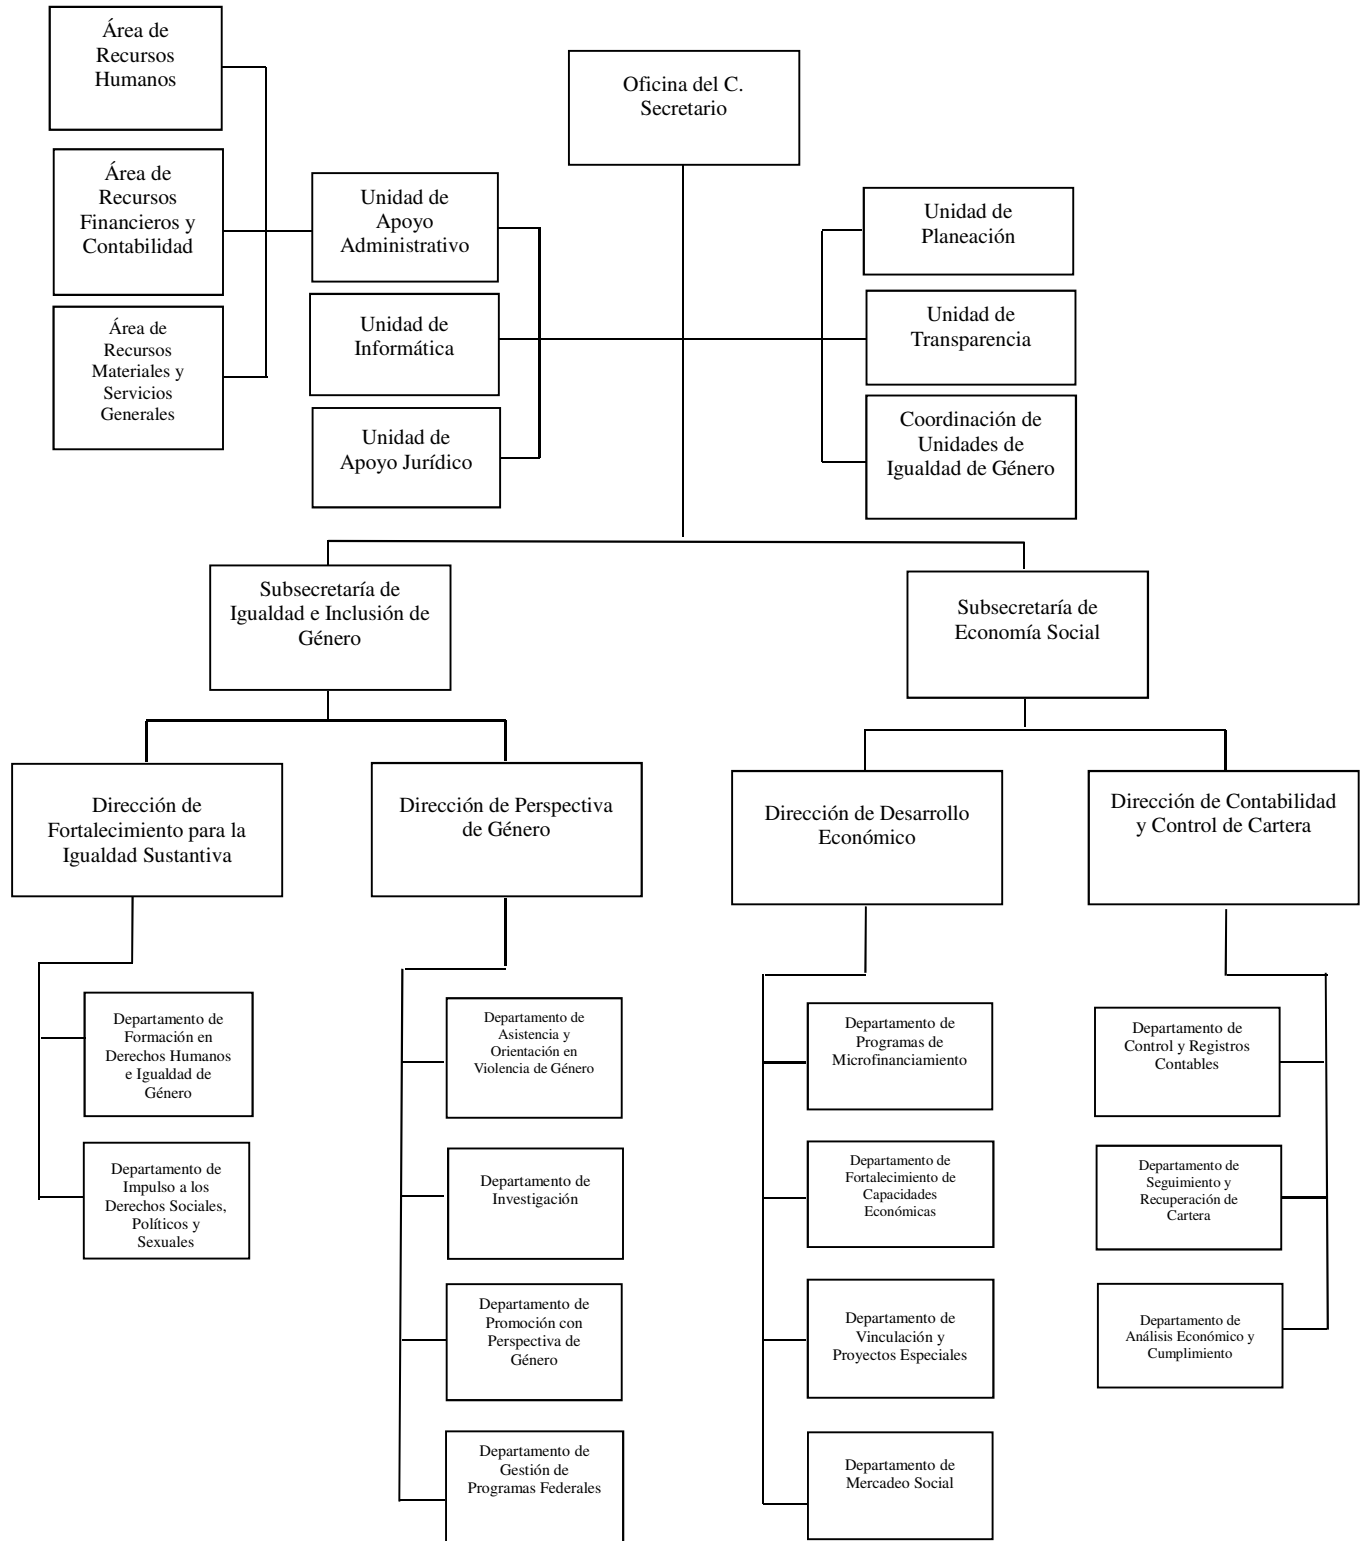 Área de
Recursos
Humanos
Oficina del C.
Secretario
Área de
Recursos
Financieros y
Contabilidad
Unidad de
Apoyo
Administrativo
Unidad de
Planeación
Área de
Recursos
Materiales y
Servicios
Generales
Unidad de
Informática
Unidad de
Transparencia
Unidad de
Apoyo Jurídico
Coordinación de
Unidades de
Igualdad de Género
Subsecretaría de
Igualdad e Inclusión de
Género
Subsecretaría de
Economía Social
Dirección de
Fortalecimiento para la
Igualdad Sustantiva
Dirección de Perspectiva
de Género
Dirección de Desarrollo
Económico
Dirección de Contabilidad
y Control de Cartera
Departamento de
Formación en
Derechos Humanos
e Igualdad de
Género
Departamento de
Asistencia y
Orientación en
Violencia de Género
Departamento de
Programas de
Microfinanciamiento
Departamento de
Control y Registros
Contables
Departamento de
Impulso a los
Derechos Sociales,
Políticos y
Sexuales
Departamento de
Investigación
Departamento de
Fortalecimiento de
Capacidades
Económicas
Departamento de
Seguimiento y
Recuperación de
Cartera
Departamento de
Promoción con
Perspectiva de
Género
Departamento de
Vinculación y
Proyectos Especiales
Departamento de
Análisis Económico y
Cumplimiento
Departamento de
Gestión de
Programas Federales
Departamento de
Mercadeo Social